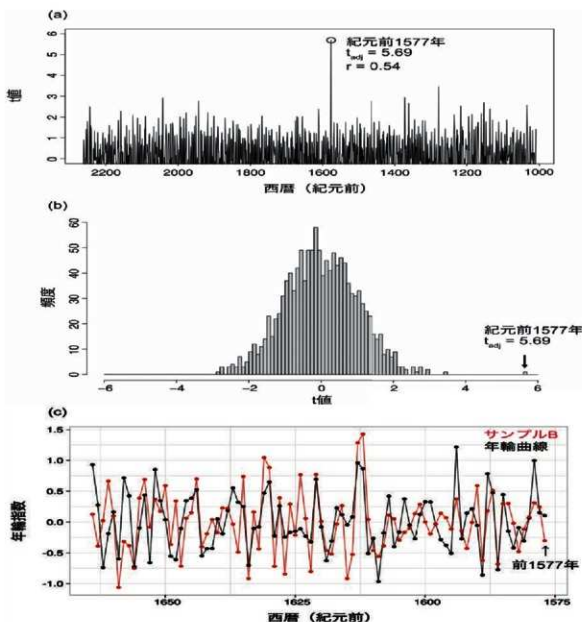 (a)
6
5
4
3
2
1
0
t値
紀元前1577年
tadj = 5.69
r = 0.54
2200 2000 1800 1600 1400 1200 1000
西暦（紀元前）
(b)
60
50
40
30
20
10
0
頻度
紀元前1577年
tadj = 5.69
-6 -4 -2 0 2 4 6
t値
(c)
サンプルB
年輪曲線
1.5
1.0
0.5
0.0
-0.5
-1.0
年輪指数
前1577年
1650 1625 1600 1575
西暦（紀元前）